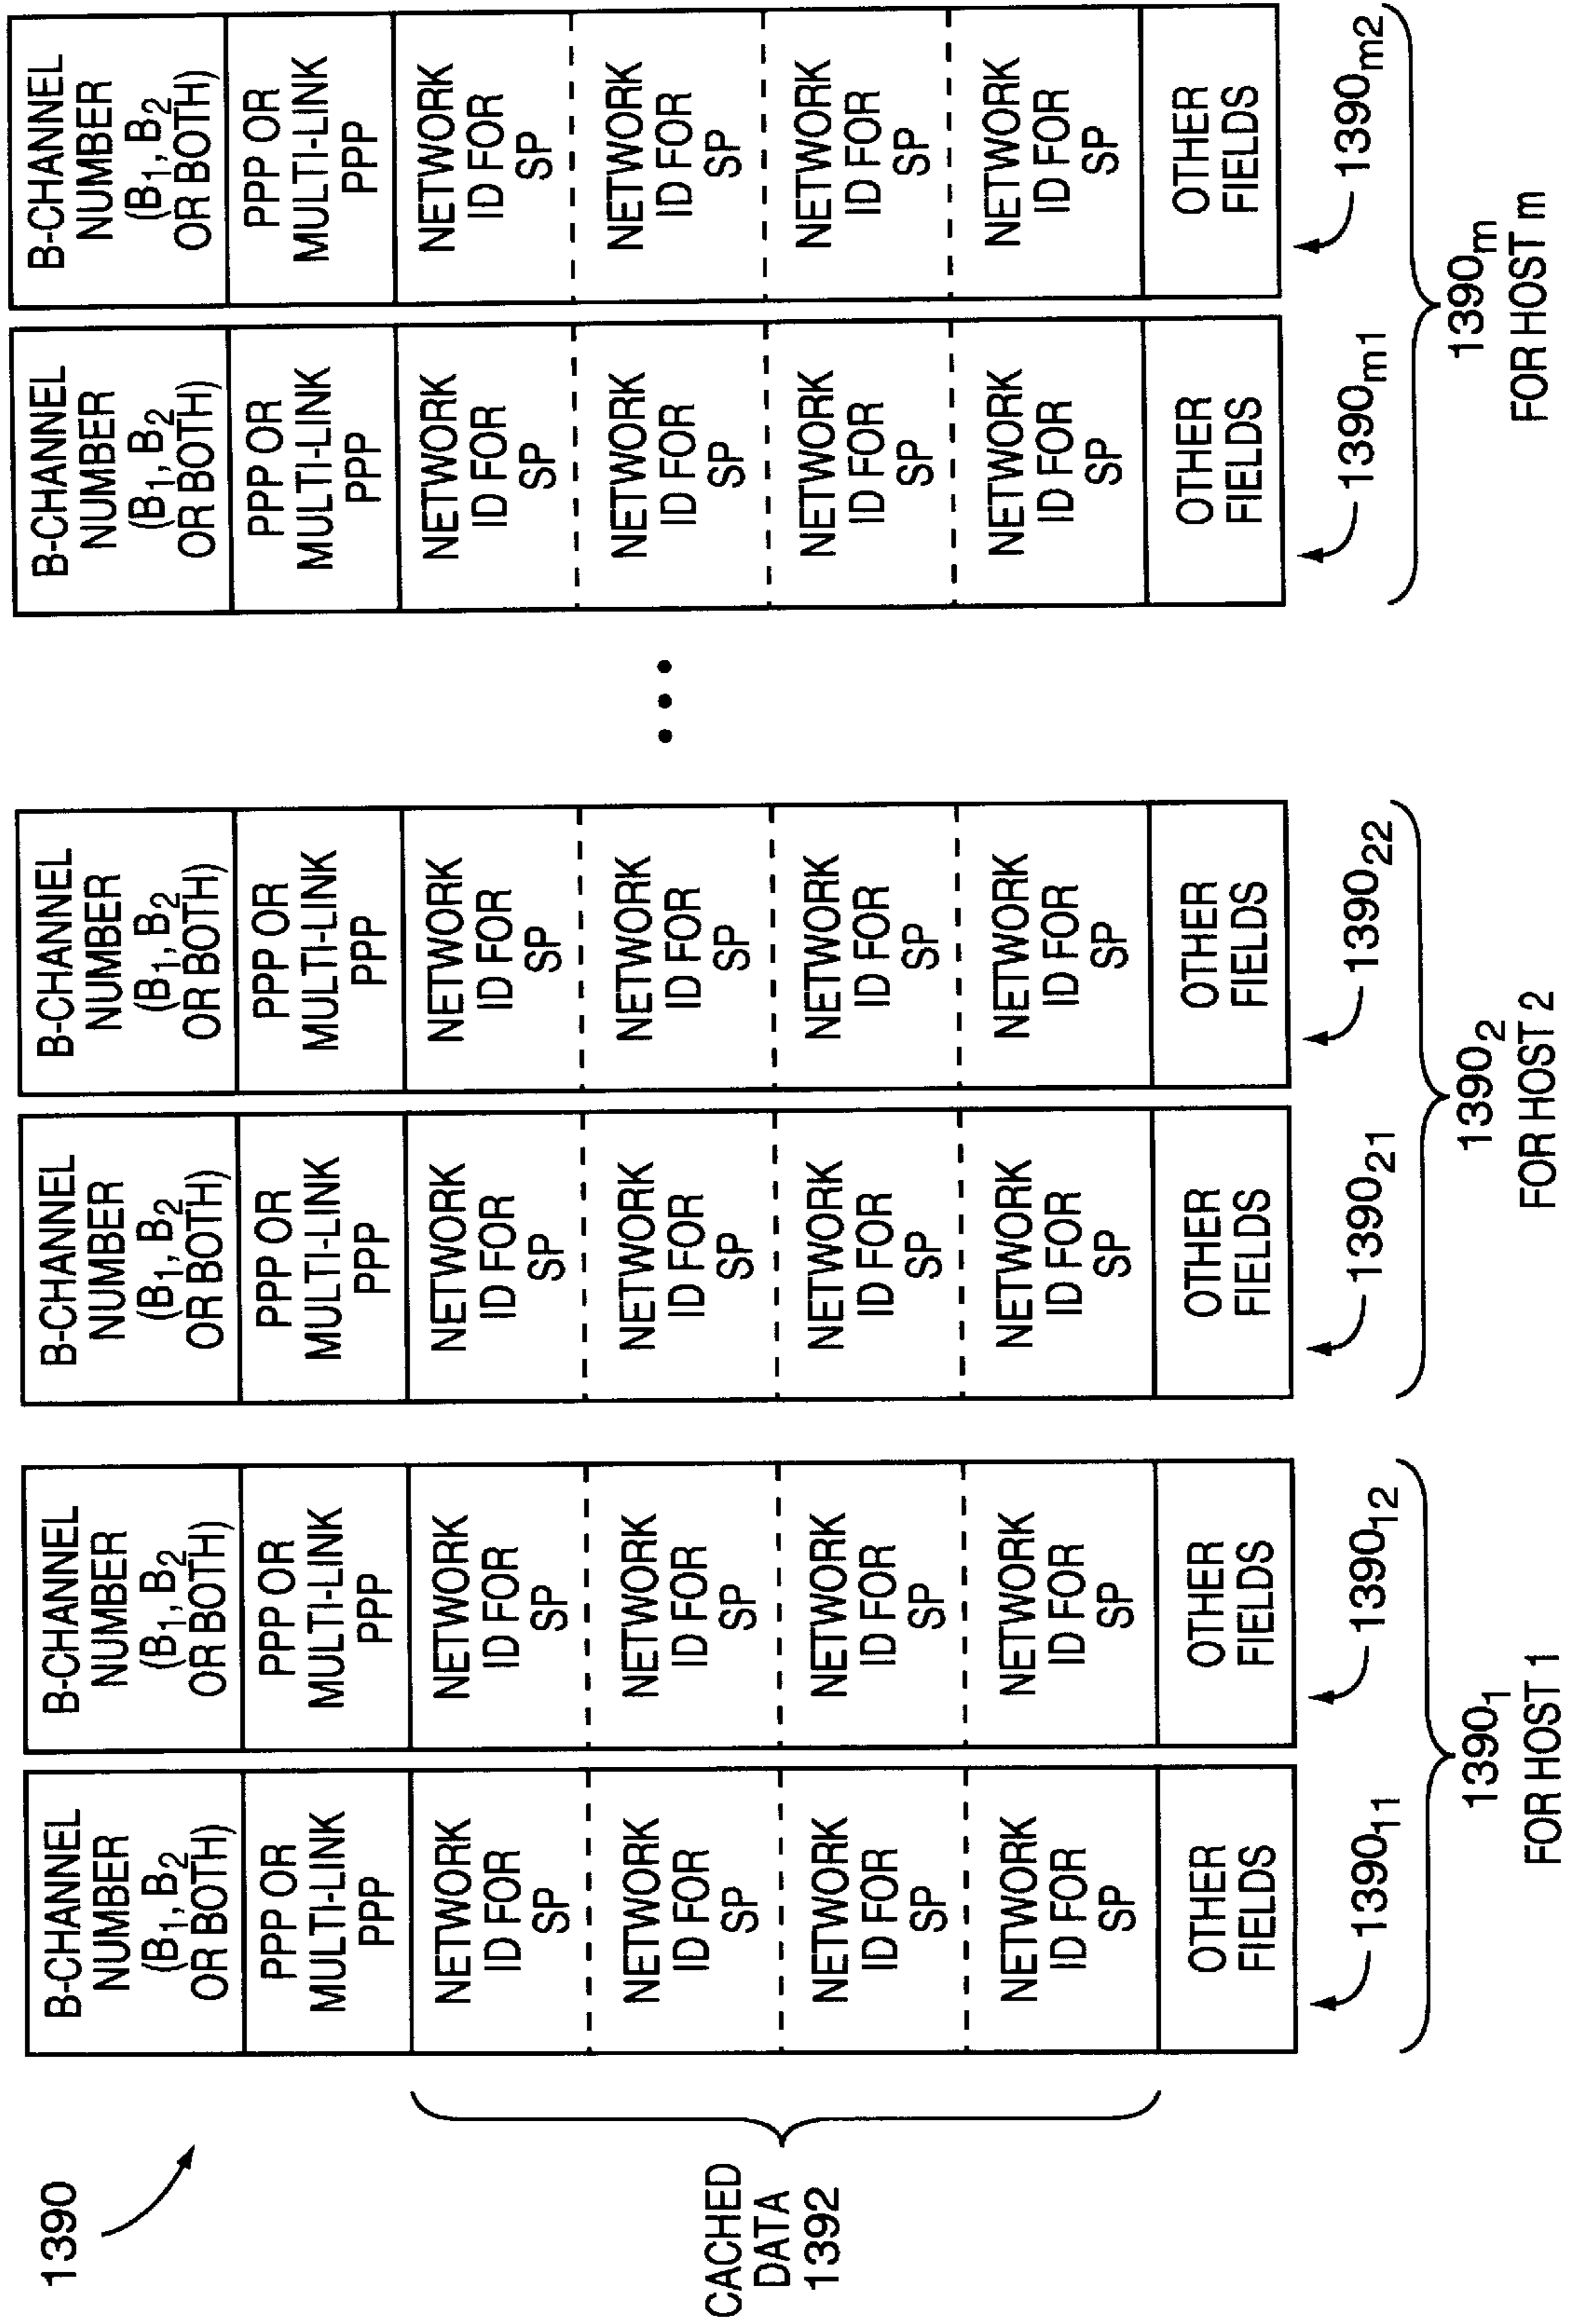 1390
CACHED
DATA
1392
B-CHANNEL
NUMBER
(B₁, B₂
OR BOTH)
PPP OR
MULTI-LINK
PPP
NETWORK
ID FOR
SP
NETWORK
ID FOR
SP
NETWORK
ID FOR
SP
NETWORK
ID FOR
SP
OTHER
FIELDS
1390₁₁
B-CHANNEL
NUMBER
(B₁, B₂
OR BOTH)
PPP OR
MULTI-LINK
PPP
NETWORK
ID FOR
SP
NETWORK
ID FOR
SP
NETWORK
ID FOR
SP
NETWORK
ID FOR
SP
OTHER
FIELDS
1390₁₂
1390₁
FOR HOST 1
B-CHANNEL
NUMBER
(B₁, B₂
OR BOTH)
PPP OR
MULTI-LINK
PPP
NETWORK
ID FOR
SP
NETWORK
ID FOR
SP
NETWORK
ID FOR
SP
NETWORK
ID FOR
SP
OTHER
FIELDS
1390₂₁
B-CHANNEL
NUMBER
(B₁, B₂
OR BOTH)
PPP OR
MULTI-LINK
PPP
NETWORK
ID FOR
SP
NETWORK
ID FOR
SP
NETWORK
ID FOR
SP
NETWORK
ID FOR
SP
OTHER
FIELDS
1390₂₂
1390₂
FOR HOST 2
• • •
B-CHANNEL
NUMBER
(B₁, B₂
OR BOTH)
PPP OR
MULTI-LINK
PPP
NETWORK
ID FOR
SP
NETWORK
ID FOR
SP
NETWORK
ID FOR
SP
NETWORK
ID FOR
SP
OTHER
FIELDS
1390ₘ₁
B-CHANNEL
NUMBER
(B₁, B₂
OR BOTH)
PPP OR
MULTI-LINK
PPP
NETWORK
ID FOR
SP
NETWORK
ID FOR
SP
NETWORK
ID FOR
SP
NETWORK
ID FOR
SP
OTHER
FIELDS
1390ₘ₂
1390ₘ
FOR HOST m